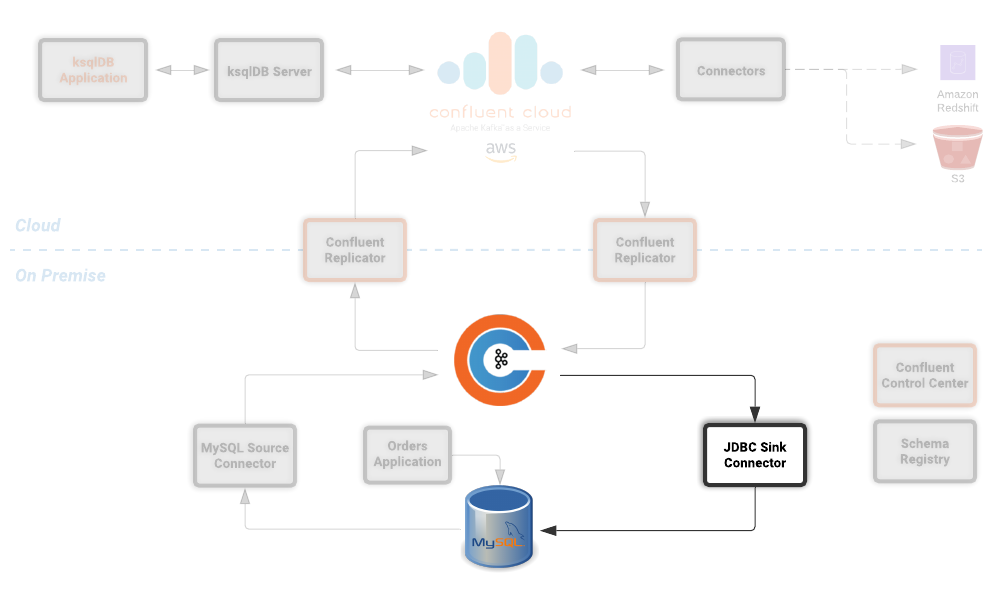 ksqlDB
Application
ksqlDB Server
confluent cloud
Apache Kafka as a Service
aws
Connectors
Amazon
Redshift
S3
Cloud
Confluent
Replicator
Confluent
Replicator
On Premise
Confluent
Control Center
MySQL Source
Connector
Orders
Application
JDBC Sink
Connector
Schema
Registry
MySQL